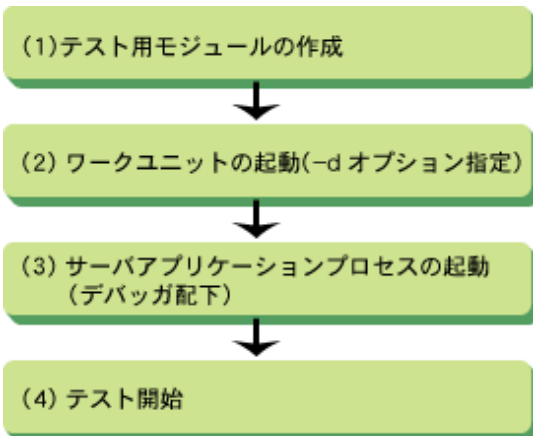 (1)テスト用モジュールの作成
(2) ワークユニットの起動(-d オプション指定)
(3) サーバアプリケーションプロセスの起動
(デバッガ配下)
(4) テスト開始